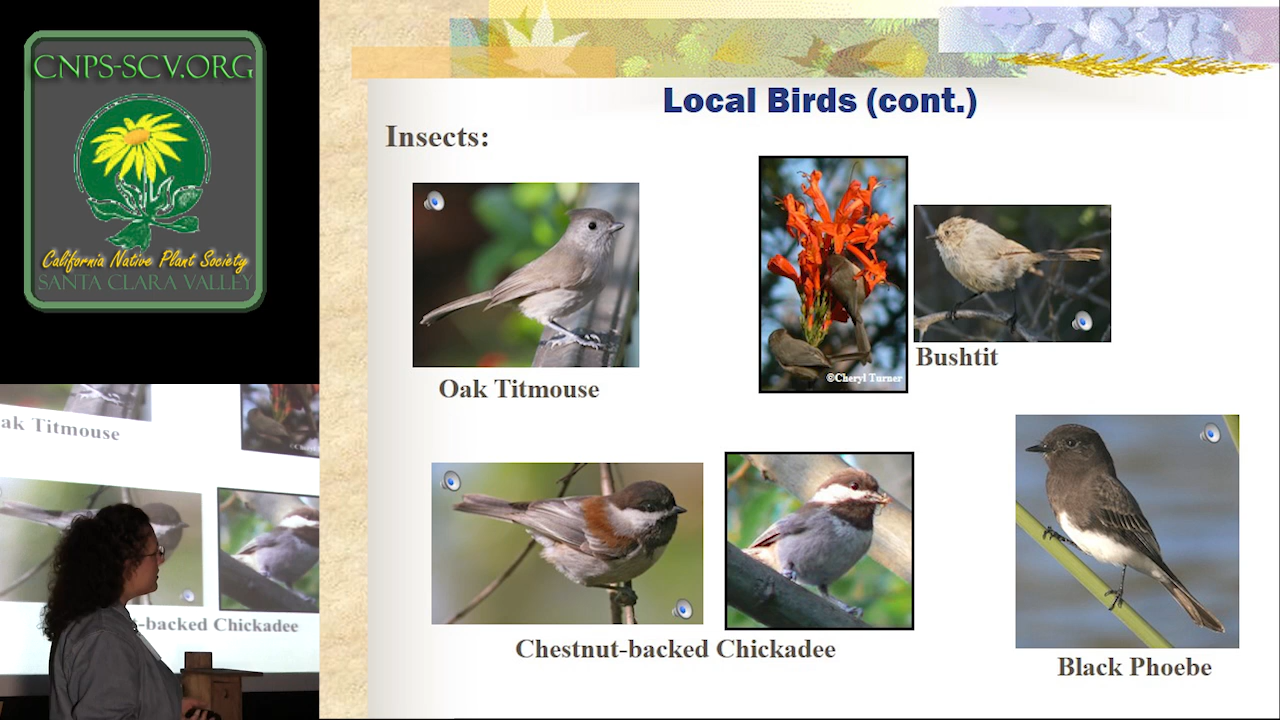 CNPS-SCV.ORG
California Native Plant Society
SANTA CLARA VALLEY
Local Birds (cont.)
Insects:
©Cheryl Turner
Bushtit
Oak Titmouse
Chestnut-backed Chickadee
Black Phoebe
ak Titmouse
-backed Chickadee